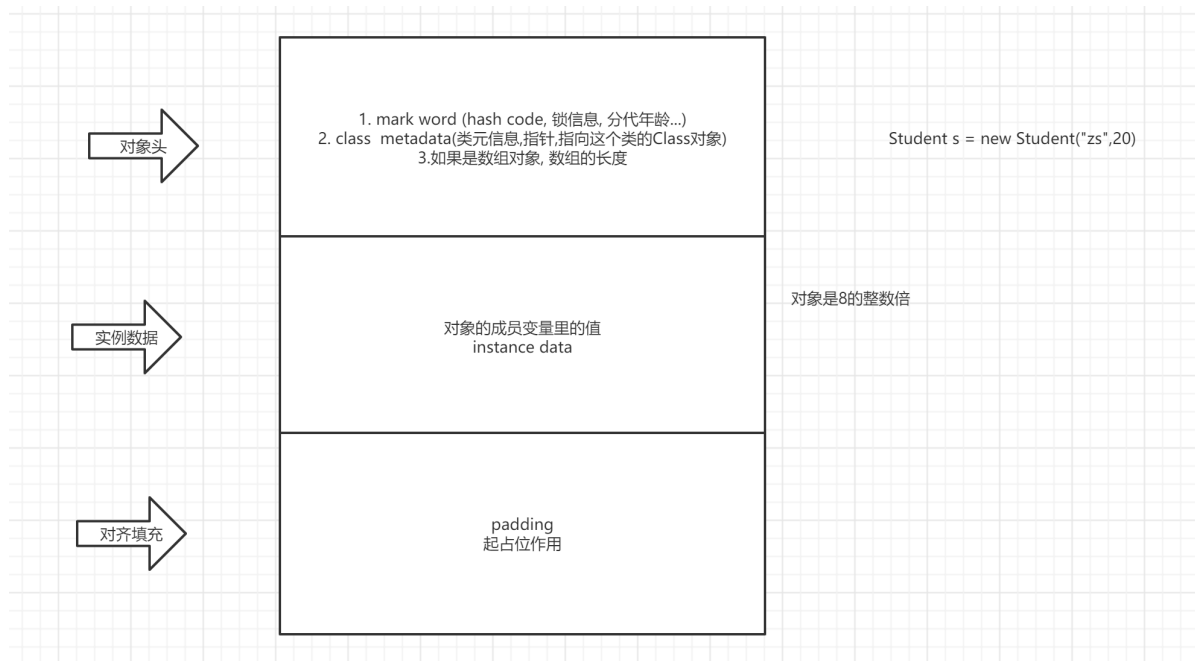 对象头
1. mark word (hash code, 锁信息, 分代年龄...)
2. class  metadata(类元信息,指针,指向这个类的Class对象)
3.如果是数组对象, 数组的长度
Student s = new Student("zs",20)
对象是8的整数倍
实例数据
对象的成员变量里的值
instance data
对齐填充
padding
起占位作用